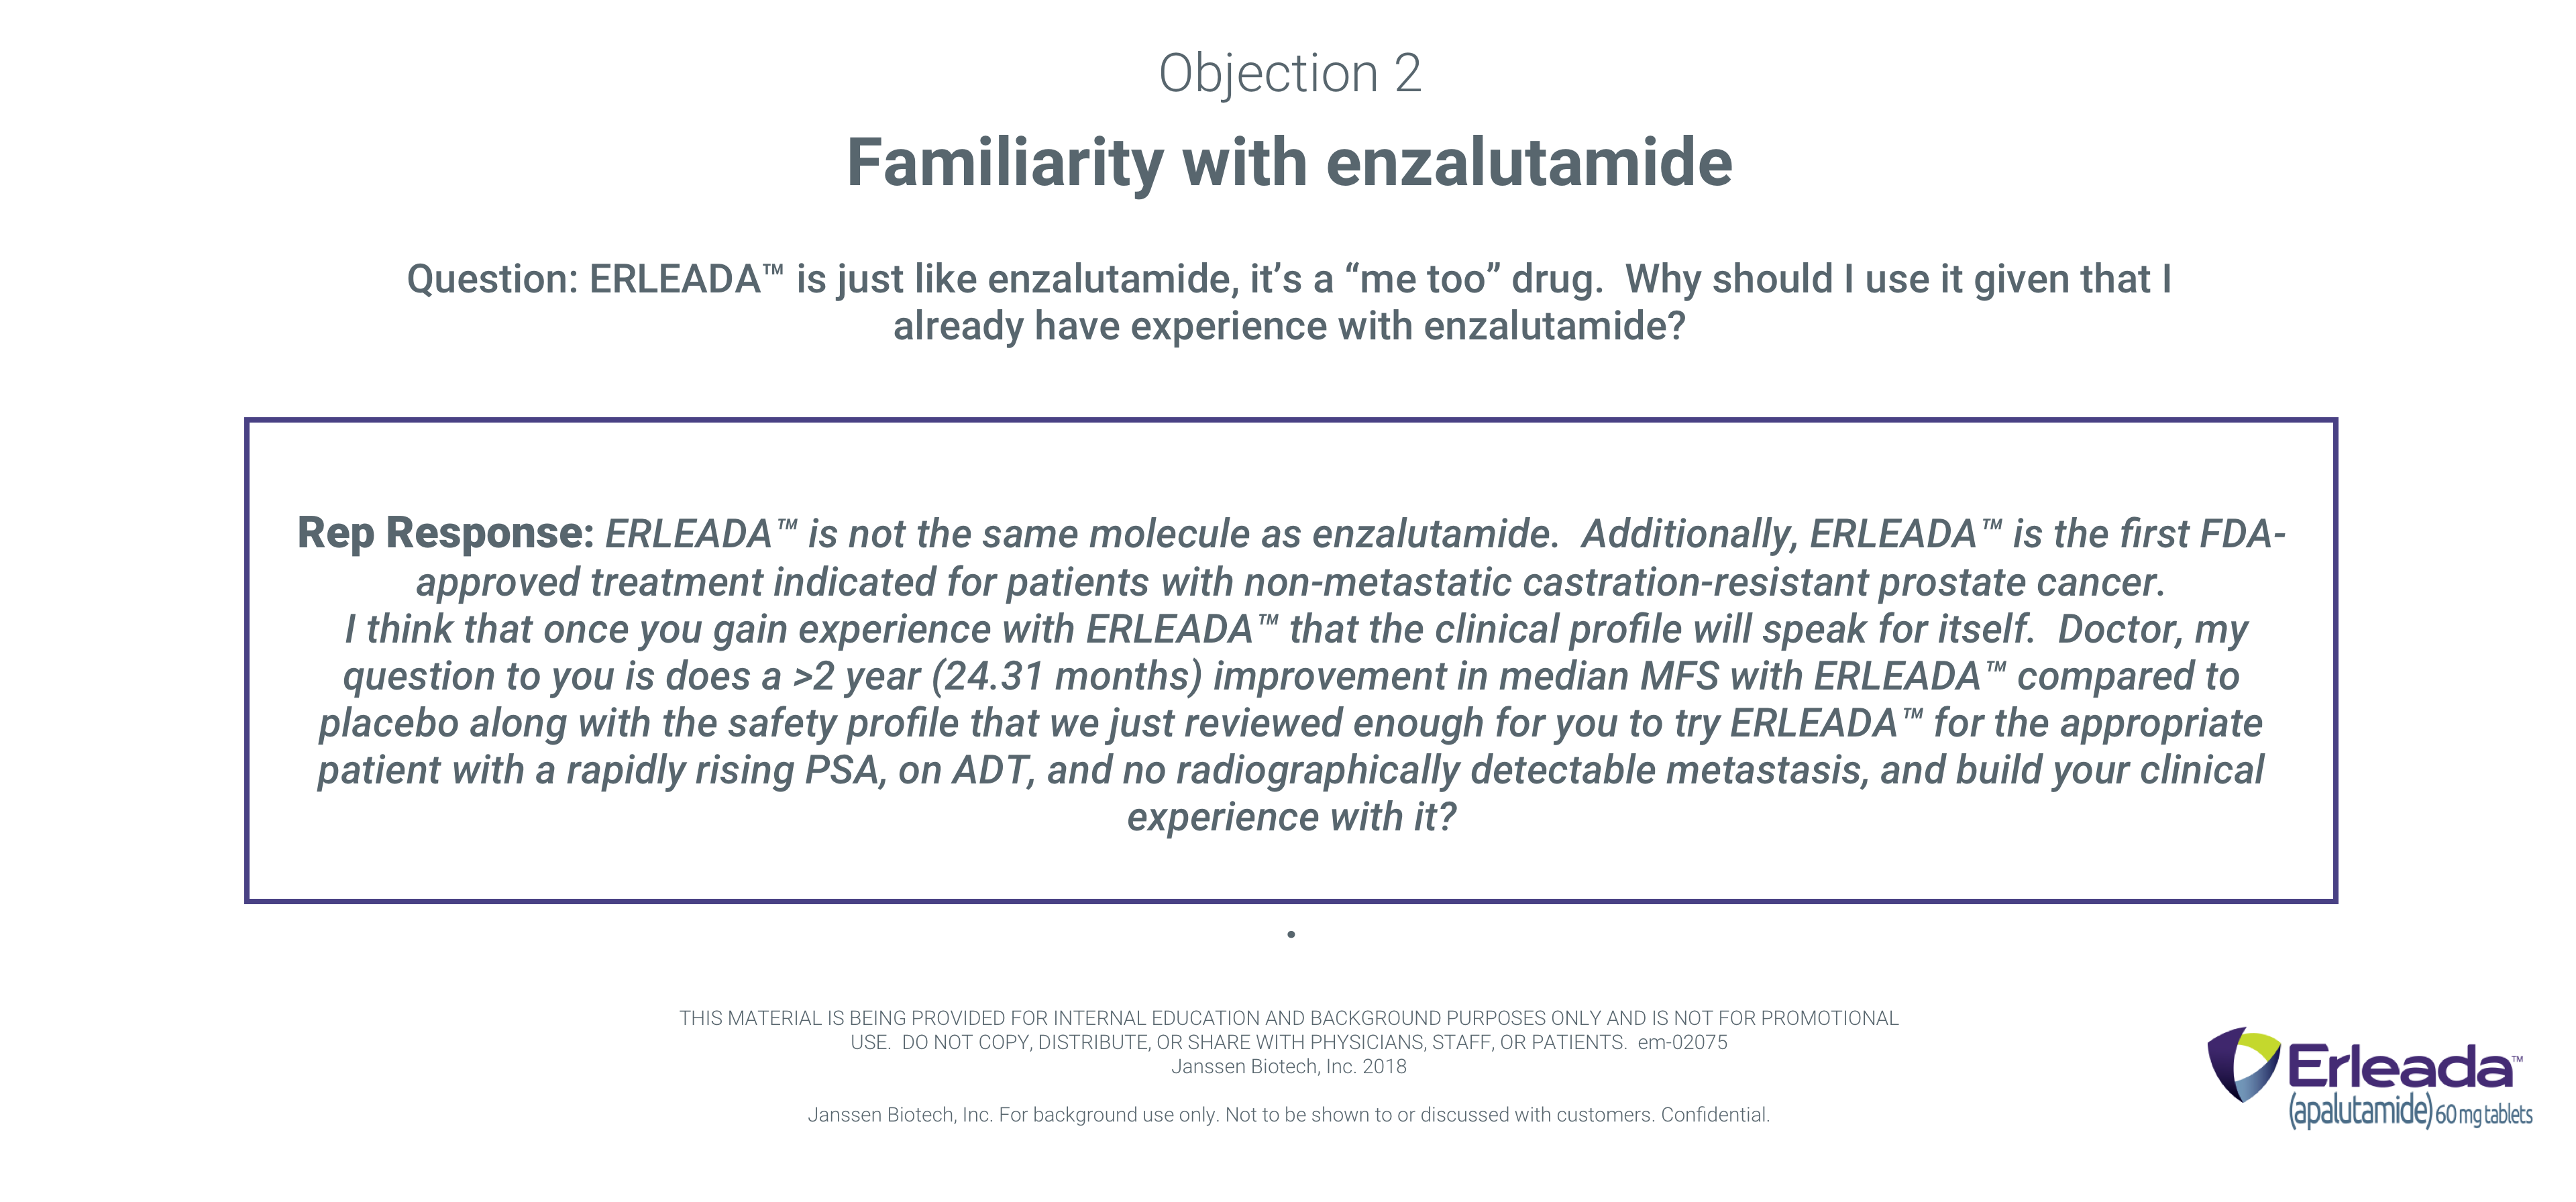 Objection 2
Familiarity with enzalutamide
Question: ERLEADA™ is just like enzalutamide, it’s a “me too” drug.  Why should I use it given that I
already have experience with enzalutamide?
Rep Response: ERLEADA™ is not the same molecule as enzalutamide.  Additionally, ERLEADA™ is the first FDA-
approved treatment indicated for patients with non-metastatic castration-resistant prostate cancer.
I think that once you gain experience with ERLEADA™ that the clinical profile will speak for itself.  Doctor, my
question to you is does a >2 year (24.31 months) improvement in median MFS with ERLEADA™ compared to
placebo along with the safety profile that we just reviewed enough for you to try ERLEADA™ for the appropriate
patient with a rapidly rising PSA, on ADT, and no radiographically detectable metastasis, and build your clinical
experience with it?
.
THIS MATERIAL IS BEING PROVIDED FOR INTERNAL EDUCATION AND BACKGROUND PURPOSES ONLY AND IS NOT FOR PROMOTIONAL
USE.  DO NOT COPY, DISTRIBUTE, OR SHARE WITH PHYSICIANS, STAFF, OR PATIENTS.  em-02075
Janssen Biotech, Inc. 2018
Janssen Biotech, Inc. For background use only. Not to be shown to or discussed with customers. Confidential.
Erleada™
(apalutamide) 60 mg tablets